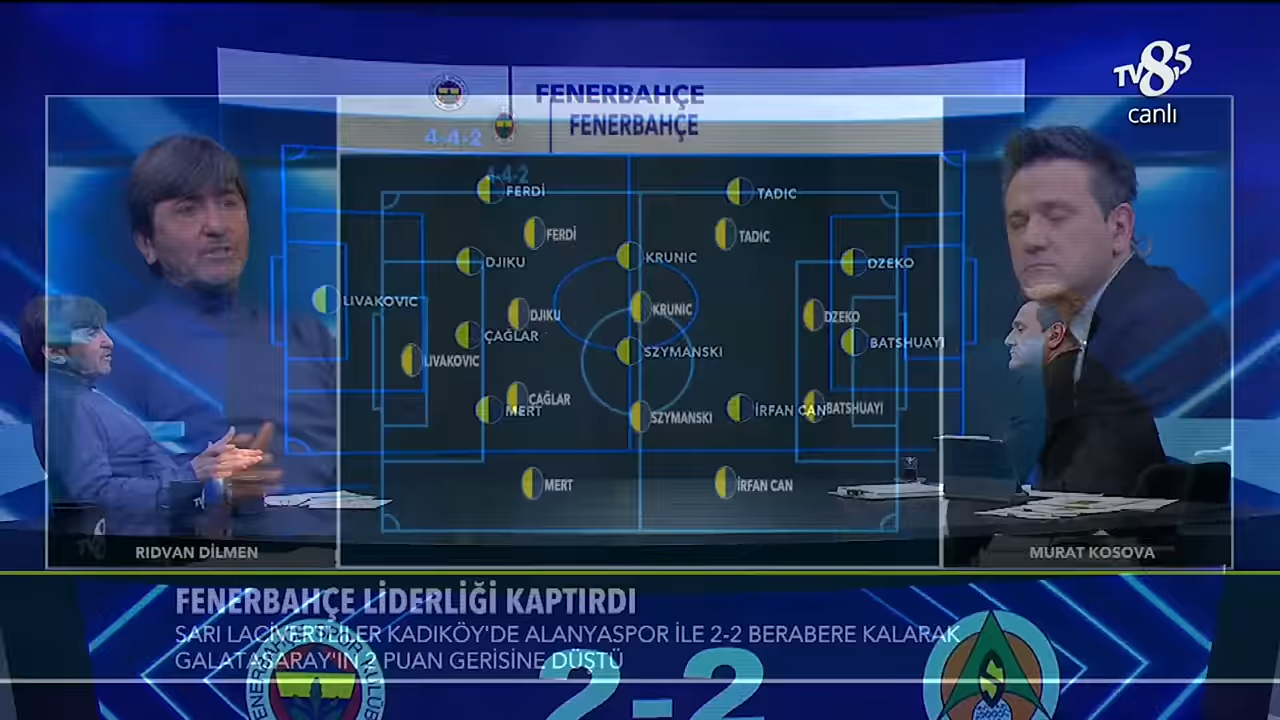 TV8,5
canlı
FENERBAHÇE
FENERBAHÇE
4-4-2
4-4-2
FERDİ
TADIC
FERDİ
TADIC
KRUNIC
DJIKU
DZEKO
LIVAKOVIC
KRUNIC
DJIKU
DZEKO
ÇAĞLAR
BATSHUAYI
SZYMANSKI
LIVAKOVIC
ÇAĞLAR
MERT
İRFAN CAN
BATSHUAYI
SZYMANSKI
MERT
İRFAN CAN
RIDVAN DİLMEN
MURAT KOSOVA
FENERBAHÇE LİDERLİĞİ KAPTIRDI
SARI LACİVERTLİLER KADIKÖY'DE ALANYASPOR İLE 2-2 BERABERE KALARAK
GALATASARAY'IN 2 PUAN GERİSİNE DÜŞTÜ
2-2